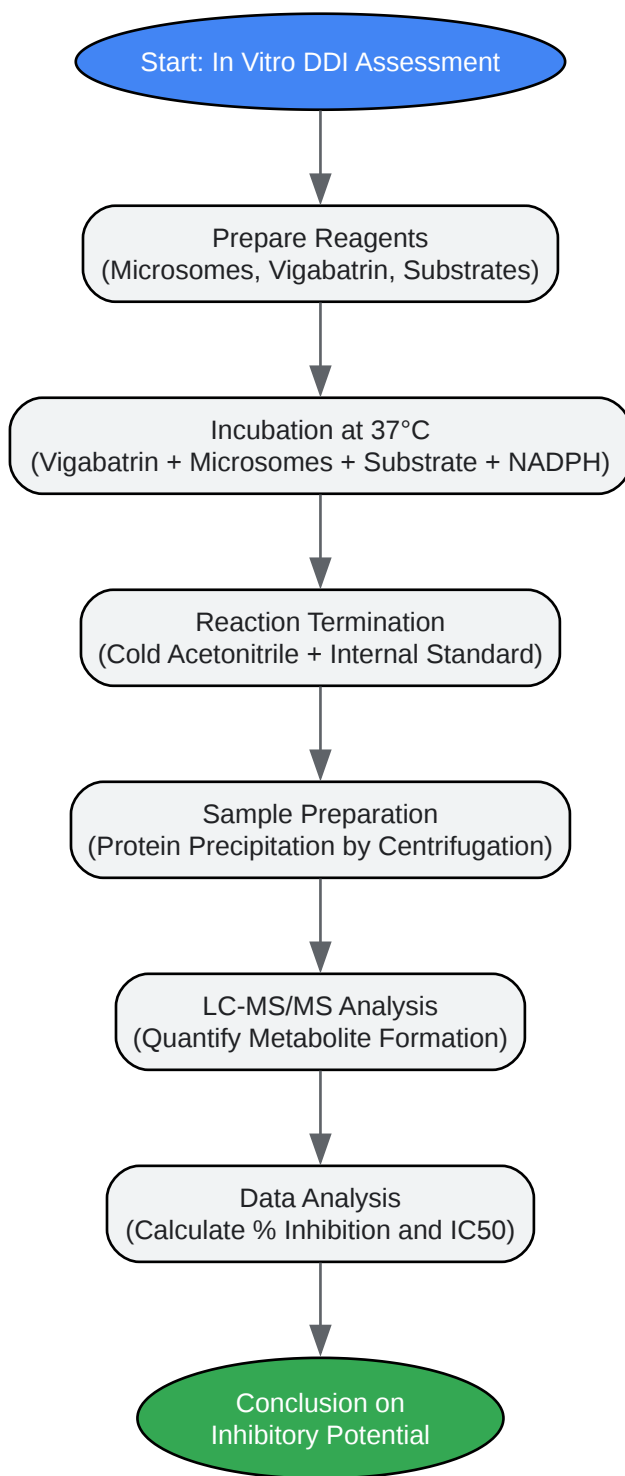 Start: In Vitro DDI Assessment
Prepare Reagents
(Microsomes, Vigabatrin, Substrates)
Incubation at 37°C
(Vigabatrin + Microsomes + Substrate + NADPH)
Reaction Termination
(Cold Acetonitrile + Internal Standard)
Sample Preparation
(Protein Precipitation by Centrifugation)
LC-MS/MS Analysis
(Quantify Metabolite Formation)
Data Analysis
(Calculate % Inhibition and IC50)
Conclusion on
Inhibitory Potential